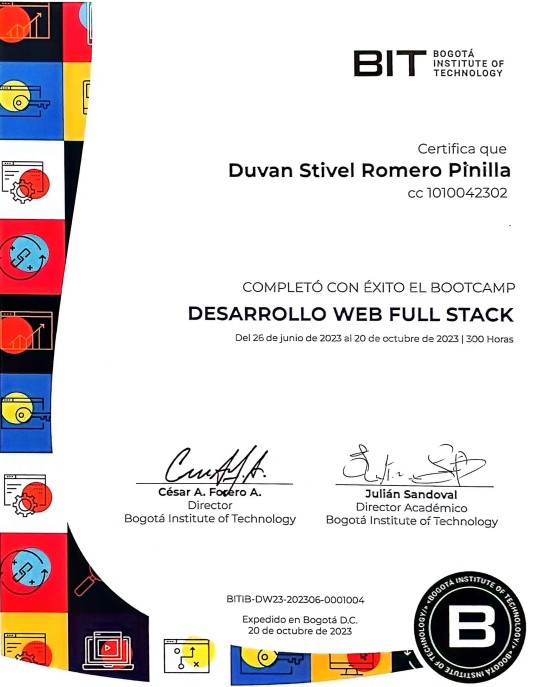 BIT BOGOTÁ
INSTITUTE OF
TECHNOLOGY
Certifica que
Duvan Stivel Romero Pinilla
cc 1010042302
COMPLETÓ CON ÉXITO EL BOOTCAMP
DESARROLLO WEB FULL STACK
Del 26 de junio de 2023 al 20 de octubre de 2023 | 300 Horas
César A. Forero A.
Director
Bogotá Institute of Technology
Julián Sandoval
Director Académico
Bogotá Institute of Technology
BITIB-DW23-202306-0001004
Expedido en Bogotá D.C.
20 de octubre de 2023
<BOGOTÁ INSTITUTE OF TECHNOLOGY/> <BOGOTÁ INSTITUTE OF TECHNOLOGY/>
B